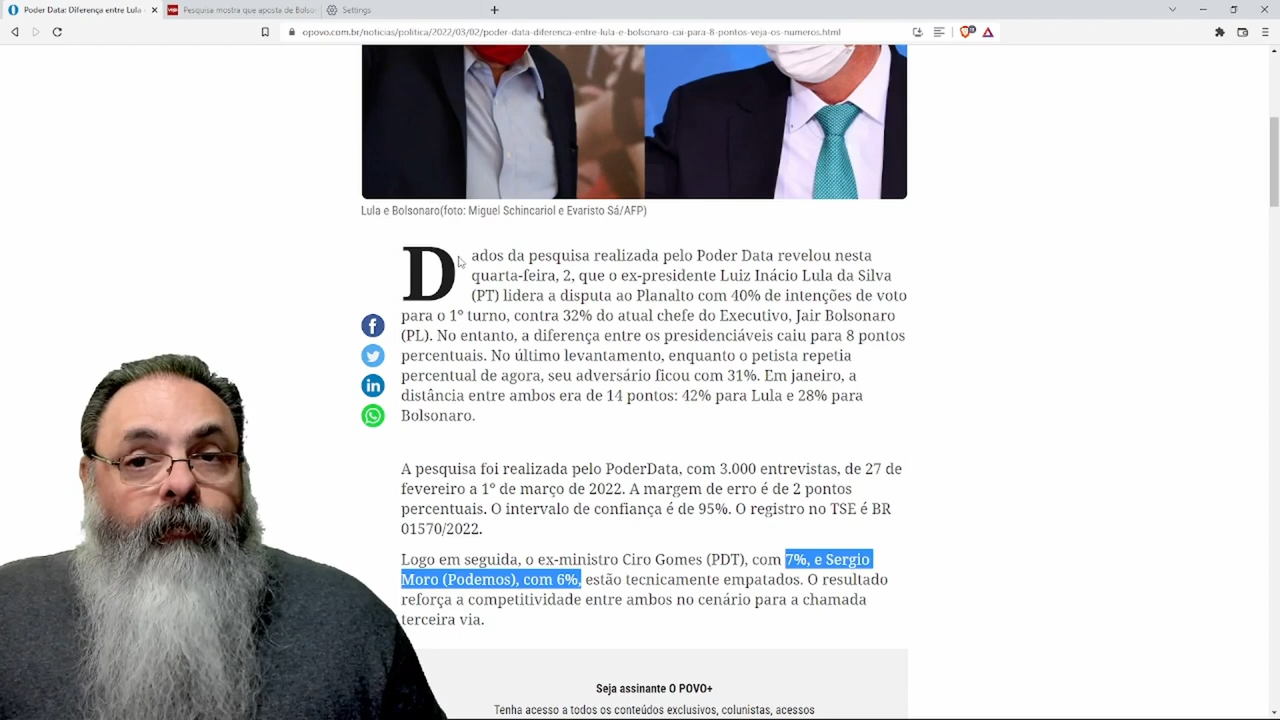 Poder Data: Diferença entre Lula
Pesquisa mostra que aposta de Bolso
Settings
opovo.com.br/noticias/politica/2022/03/02/poder-data-diferenca-entre-lula-e-bolsonaro-cai-para-8-pontos-veja-os-numeros.html
Lula e Bolsonaro(foto: Miguel Schincariol e Evaristo Sá/AFP)
Dados da pesquisa realizada pelo Poder Data revelou nesta
quarta-feira, 2, que o ex-presidente Luiz Inácio Lula da Silva
(PT) lidera a disputa ao Planalto com 40% de intenções de voto
para o 1º turno, contra 32% do atual chefe do Executivo, Jair Bolsonaro
(PL). No entanto, a diferença entre os presidenciáveis caiu para 8 pontos
percentuais. No último levantamento, enquanto o petista repetia
percentual de agora, seu adversário ficou com 31%. Em janeiro, a
distância entre ambos era de 14 pontos: 42% para Lula e 28% para
Bolsonaro.
A pesquisa foi realizada pelo PoderData, com 3.000 entrevistas, de 27 de
fevereiro a 1º de março de 2022. A margem de erro é de 2 pontos
percentuais. O intervalo de confiança é de 95%. O registro no TSE é BR
01570/2022.
Logo em seguida, o ex-ministro Ciro Gomes (PDT), com 7%, e Sergio
Moro (Podemos), com 6%, estão tecnicamente empatados. O resultado
reforça a competitividade entre ambos no cenário para a chamada
terceira via.
Seja assinante O POVO+
Tenha acesso a todos os conteúdos exclusivos, colunistas, acessos